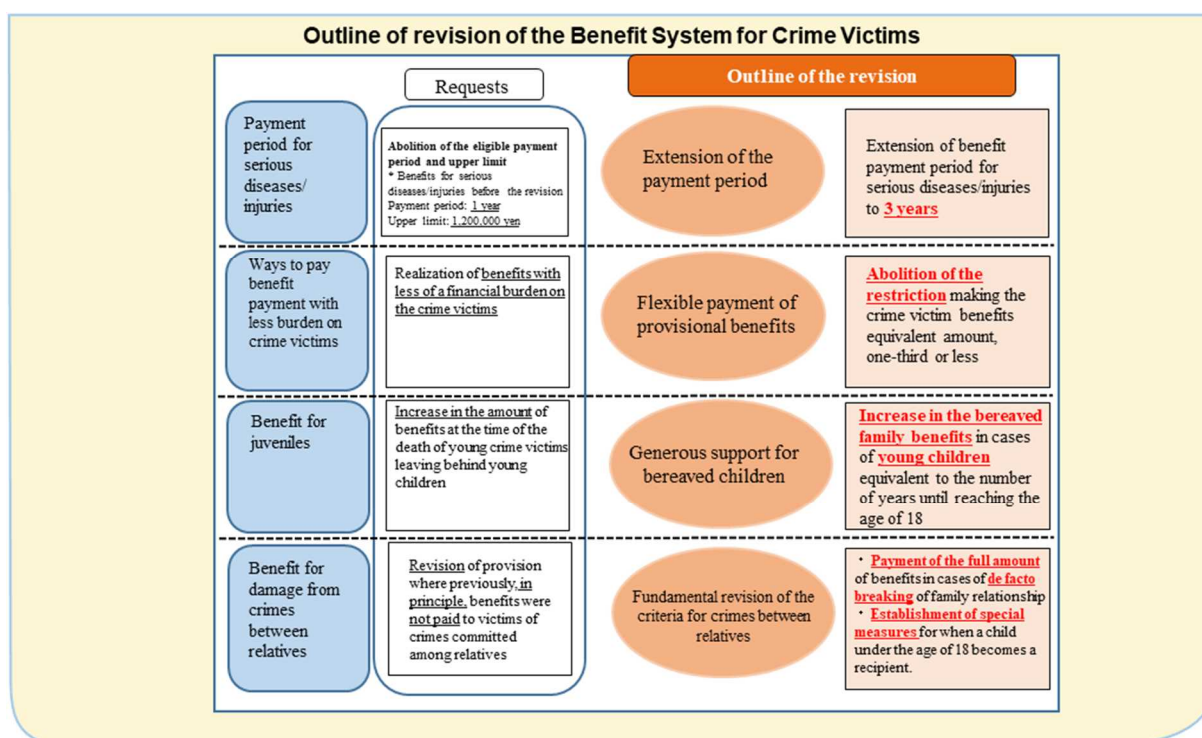 Outline of revision of the Benefit System for Crime Victims
Requests
Outline of the revision
Payment
period for
serious
diseases/
injuries
Abolition of the eligible payment
period and upper limit
* Benefits for serious
diseases/injuries before the revision
Payment period: 1 year
Upper limit: 1,200,000 yen
Extension of the
payment period
Extension of benefit
payment period for
serious diseases/injuries
to 3 years
Ways to pay
benefit
payment with
less burden on
crime victims
Realization of benefits with
less of a financial burden on
the crime victims
Flexible payment of
provisional benefits
Abolition of the
restriction making the
crime victim benefits
equivalent amount,
one-third or less
Benefit for
juveniles
Increase in the amount of
benefits at the time of the
death of young crime victims
leaving behind young
children
Generous support for
bereaved children
Increase in the bereaved
family benefits in cases
of young children
equivalent to the number
of years until reaching the
age of 18
Benefit for
damage from
crimes
between
relatives
Revision of provision
where previously, in
principle, benefits were
not paid to victims of
crimes committed
among relatives
Fundamental revision of the
criteria for crimes between
relatives
・Payment of the full amount
of benefits in cases of de facto
breaking of family relationship
・Establishment of special
measures for when a child
under the age of 18 becomes a
recipient.